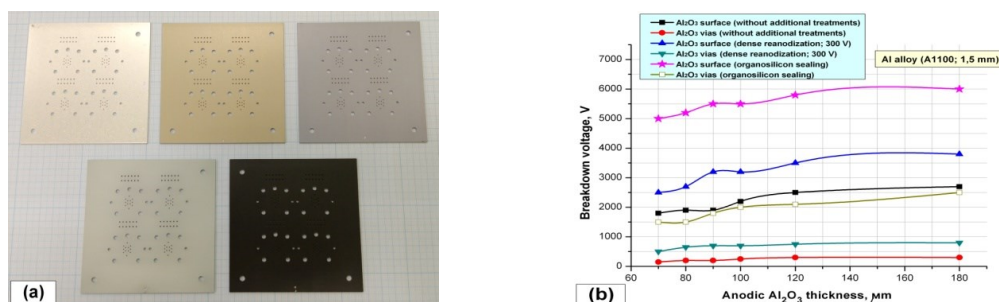 (a)
Al₂O₃ surface (without additional treatments)
Al₂O₃ vias (without additional treatments)
Al₂O₃ surface (dense reanodization; 300 V)
Al₂O₃ vias (dense reanodization; 300 V)
Al₂O₃ surface (organosilicon sealing)
Al₂O₃ vias (organosilicon sealing)
Al alloy (A1100; 1,5 mm)
Breakdown voltage, V
7000
6000
5000
4000
3000
2000
1000
0
60
80
100
120
140
160
180
Anodic Al₂O₃ thickness, мm
(b)